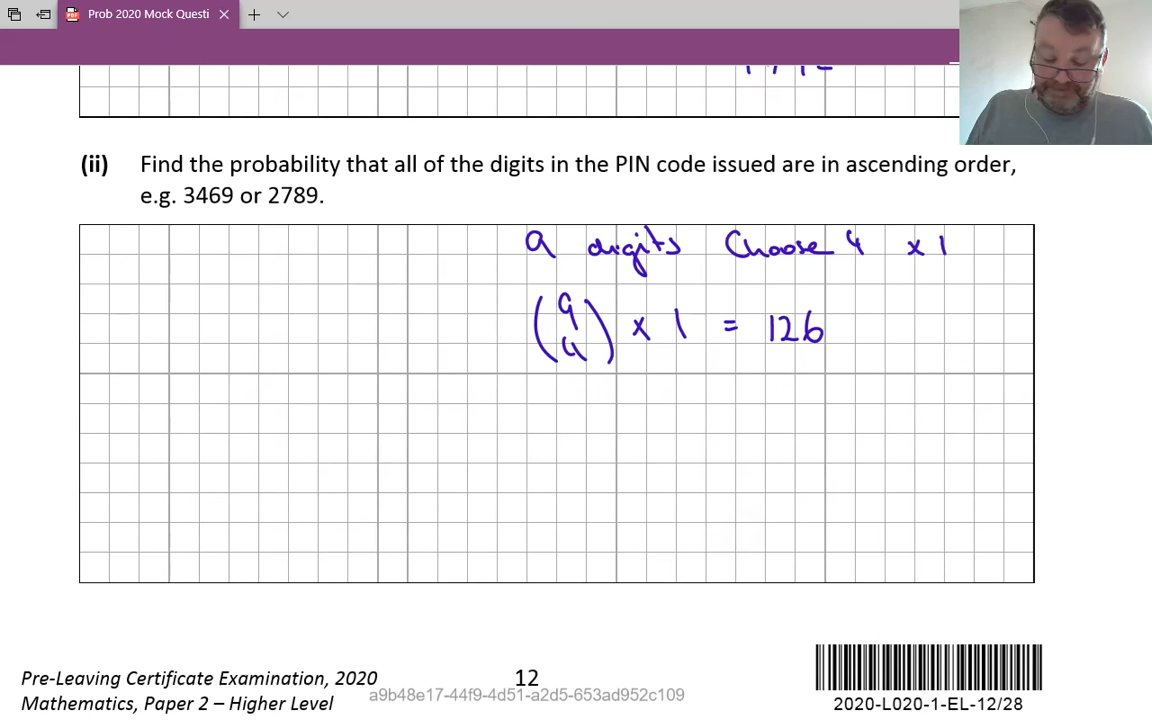 Prob 2020 Mock Questi
(ii) Find the probability that all of the digits in the PIN code issued are in ascending order,
e.g. 3469 or 2789.
9 digits Choose 4 x 1
(9 4) x 1 = 126
Pre-Leaving Certificate Examination, 2020
Mathematics, Paper 2 – Higher Level
12
a9b48e17-44f9-4d51-a2d5-653ad952c109
2020-L020-1-EL-12/28